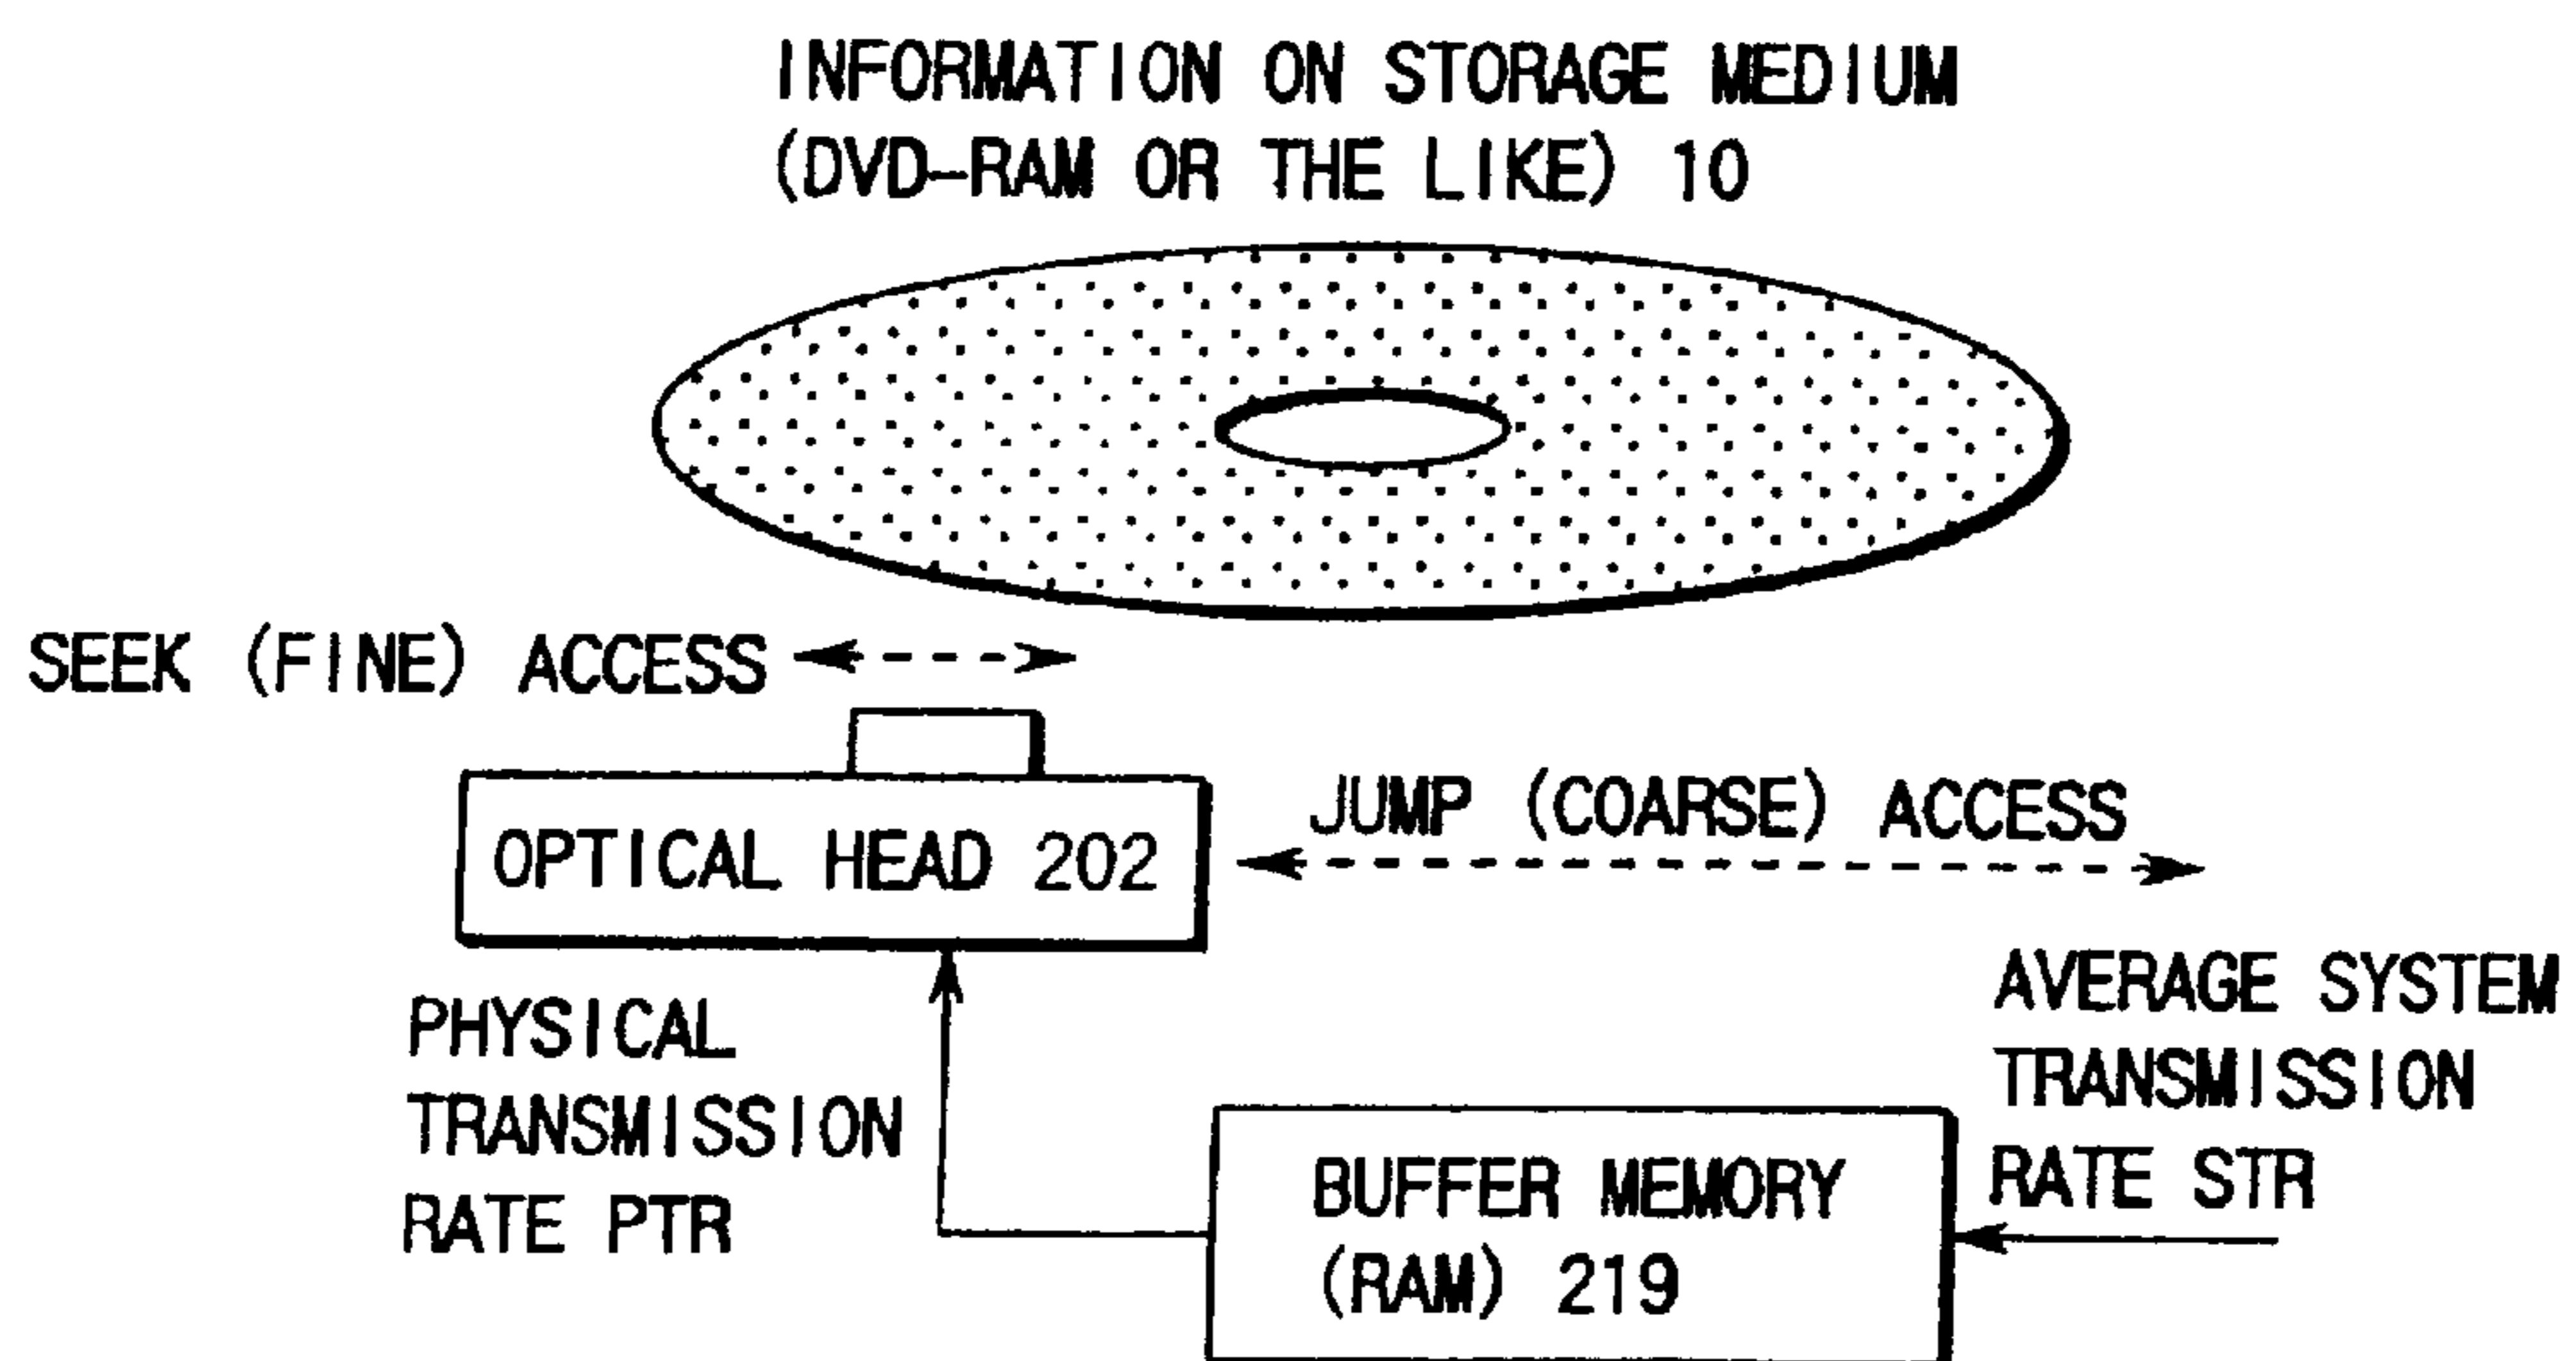 INFORMATION ON STORAGE MEDIUM
(DVD-RAM OR THE LIKE) 10
SEEK (FINE) ACCESS
OPTICAL HEAD 202
JUMP (COARSE) ACCESS
PHYSICAL
TRANSMISSION
RATE PTR
AVERAGE SYSTEM
TRANSMISSION
RATE STR
BUFFER MEMORY
(RAM) 219